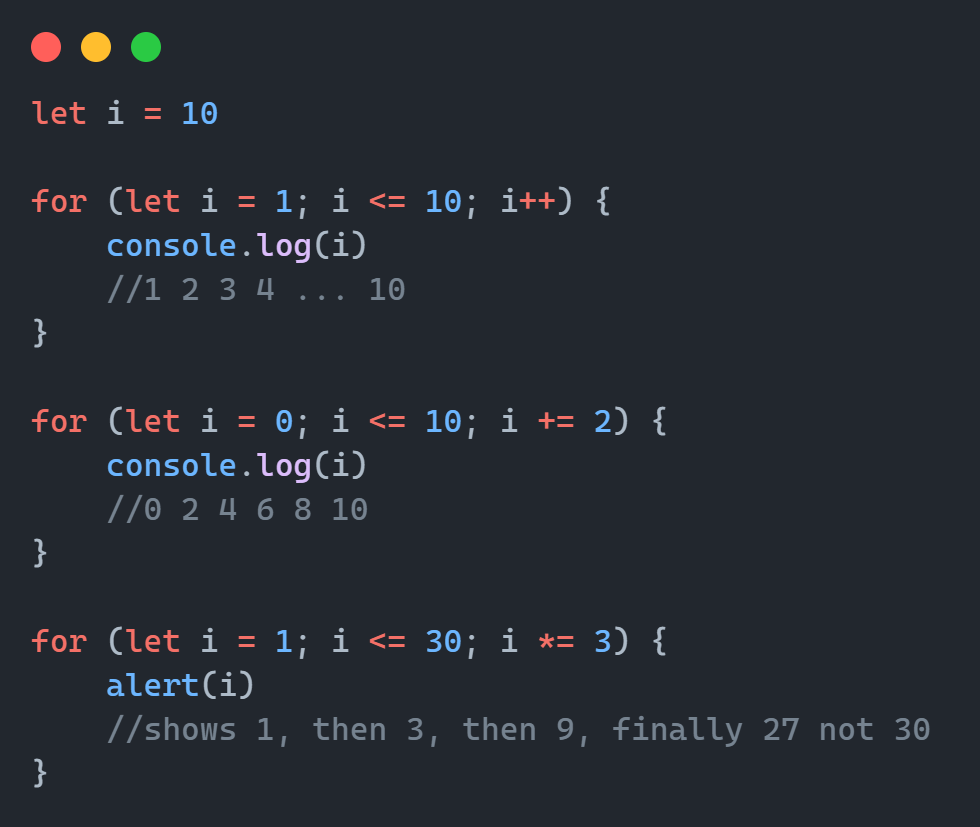 let i = 10
for (let i = 1; i <= 10; i++) {
    console.log(i)
    //1 2 3 4 ... 10
}
for (let i = 0; i <= 10; i += 2) {
    console.log(i)
    //0 2 4 6 8 10
}
for (let i = 1; i <= 30; i *= 3) {
    alert(i)
    //shows 1, then 3, then 9, finally 27 not 30
}